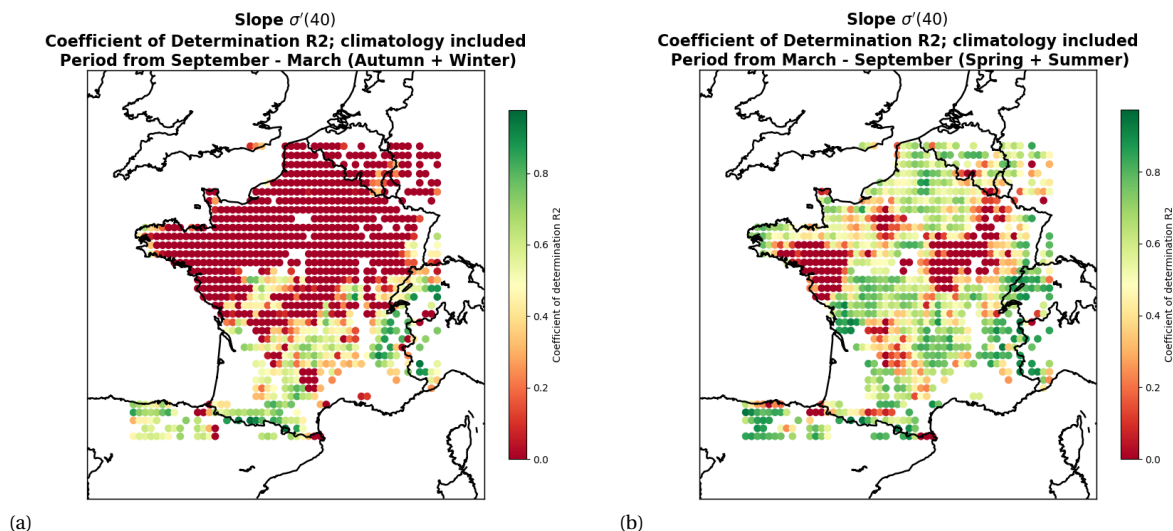 Slope σ′(40)
Coefficient of Determination R2; climatology included
Period from September - March (Autumn + Winter)
0.8
0.6
0.4
0.2
0.0
Coefficient of determination R2
(a)
Slope σ′(40)
Coefficient of Determination R2; climatology included
Period from March - September (Spring + Summer)
0.8
0.6
0.4
0.2
0.0
Coefficient of determination R2
(b)